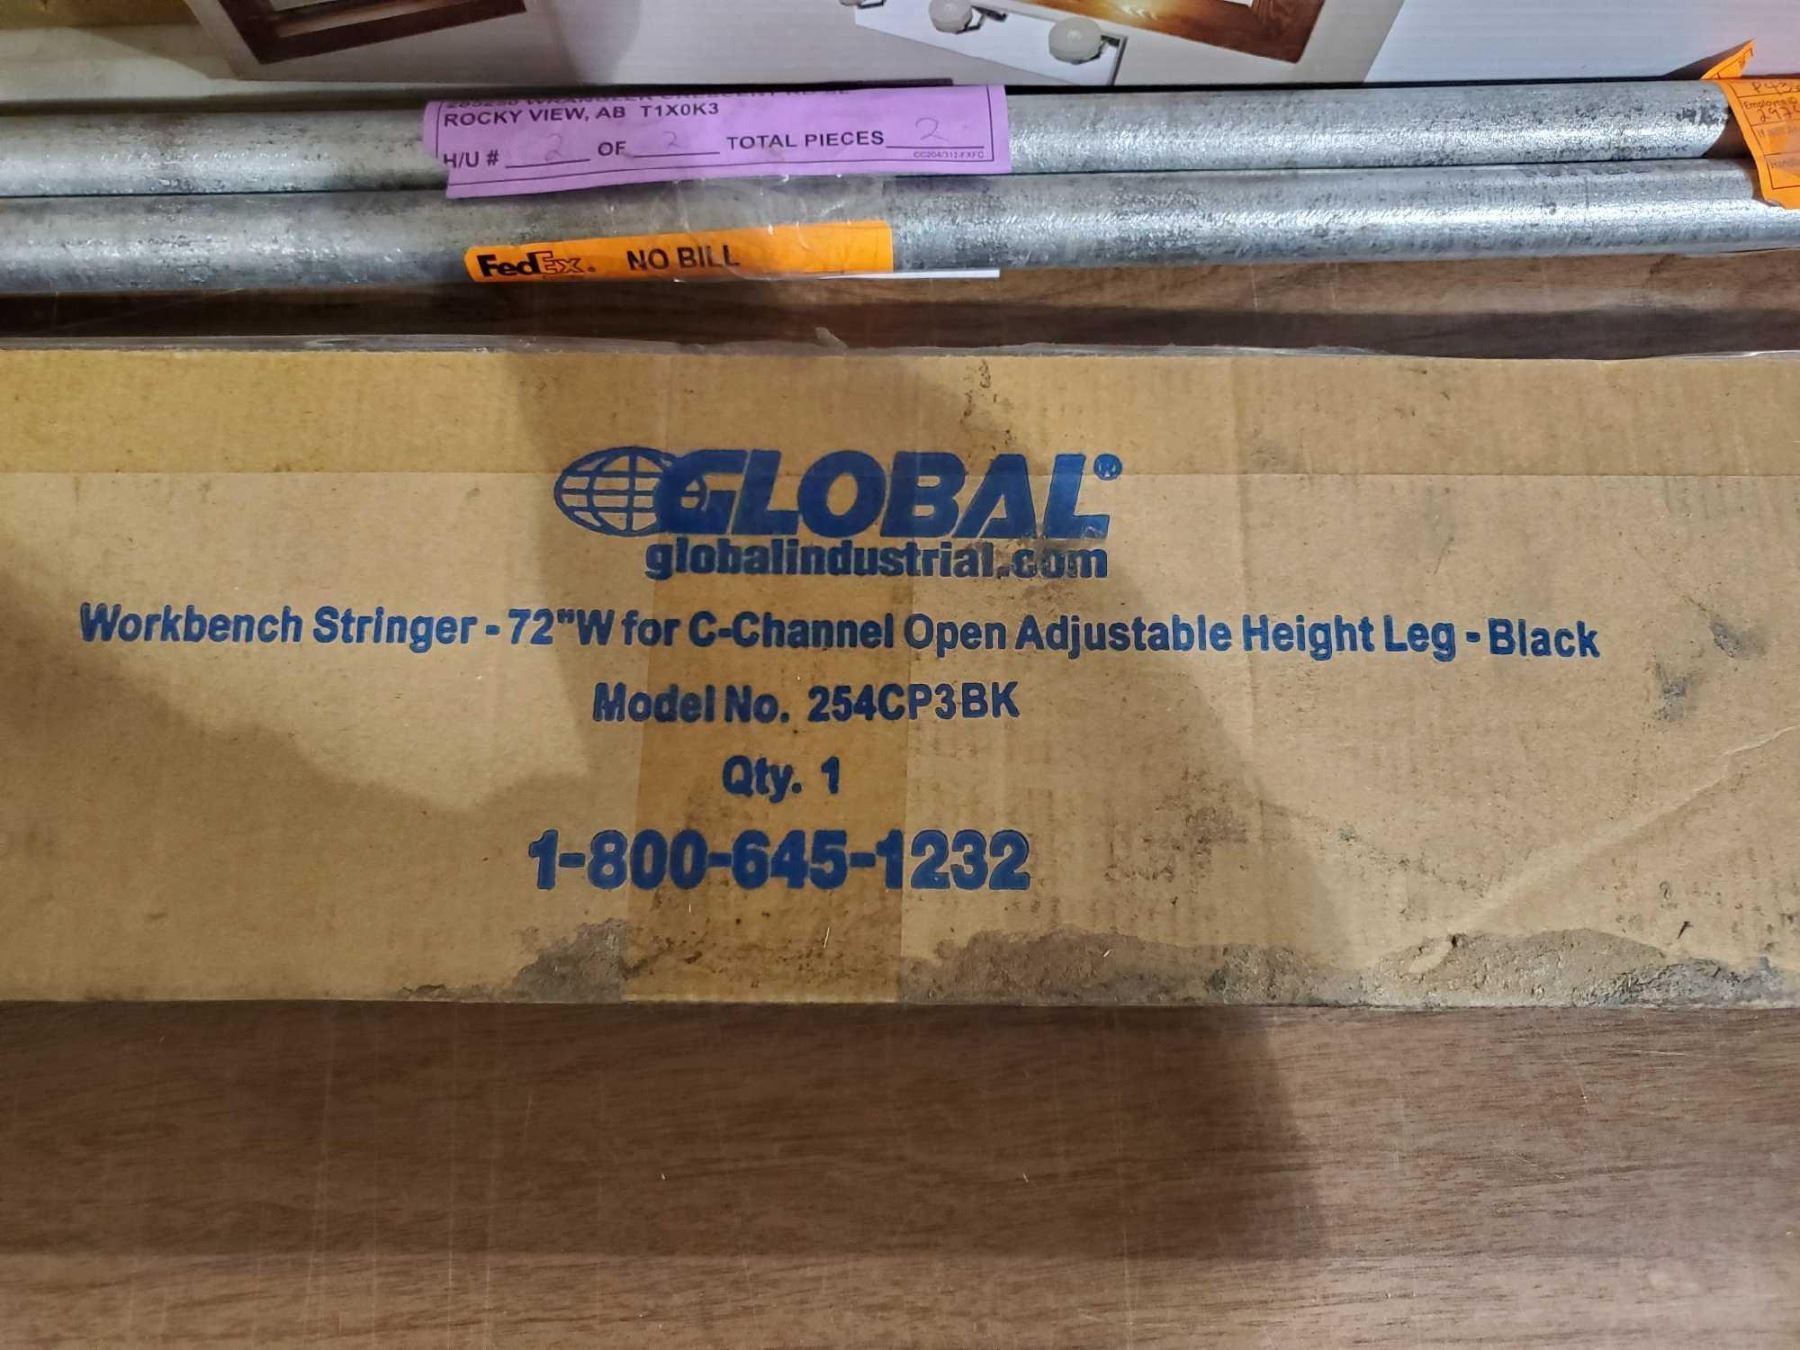 ROCKY VIEW, AB T1X0K3
H/U # 2 OF 2 TOTAL PIECES 2
FedEx. NO BILL
GLOBAL®
globalindustrial.com
Workbench Stringer - 72"W for C-Channel Open Adjustable Height Leg - Black
Model No. 254CP3BK
Qty. 1
1-800-645-1232